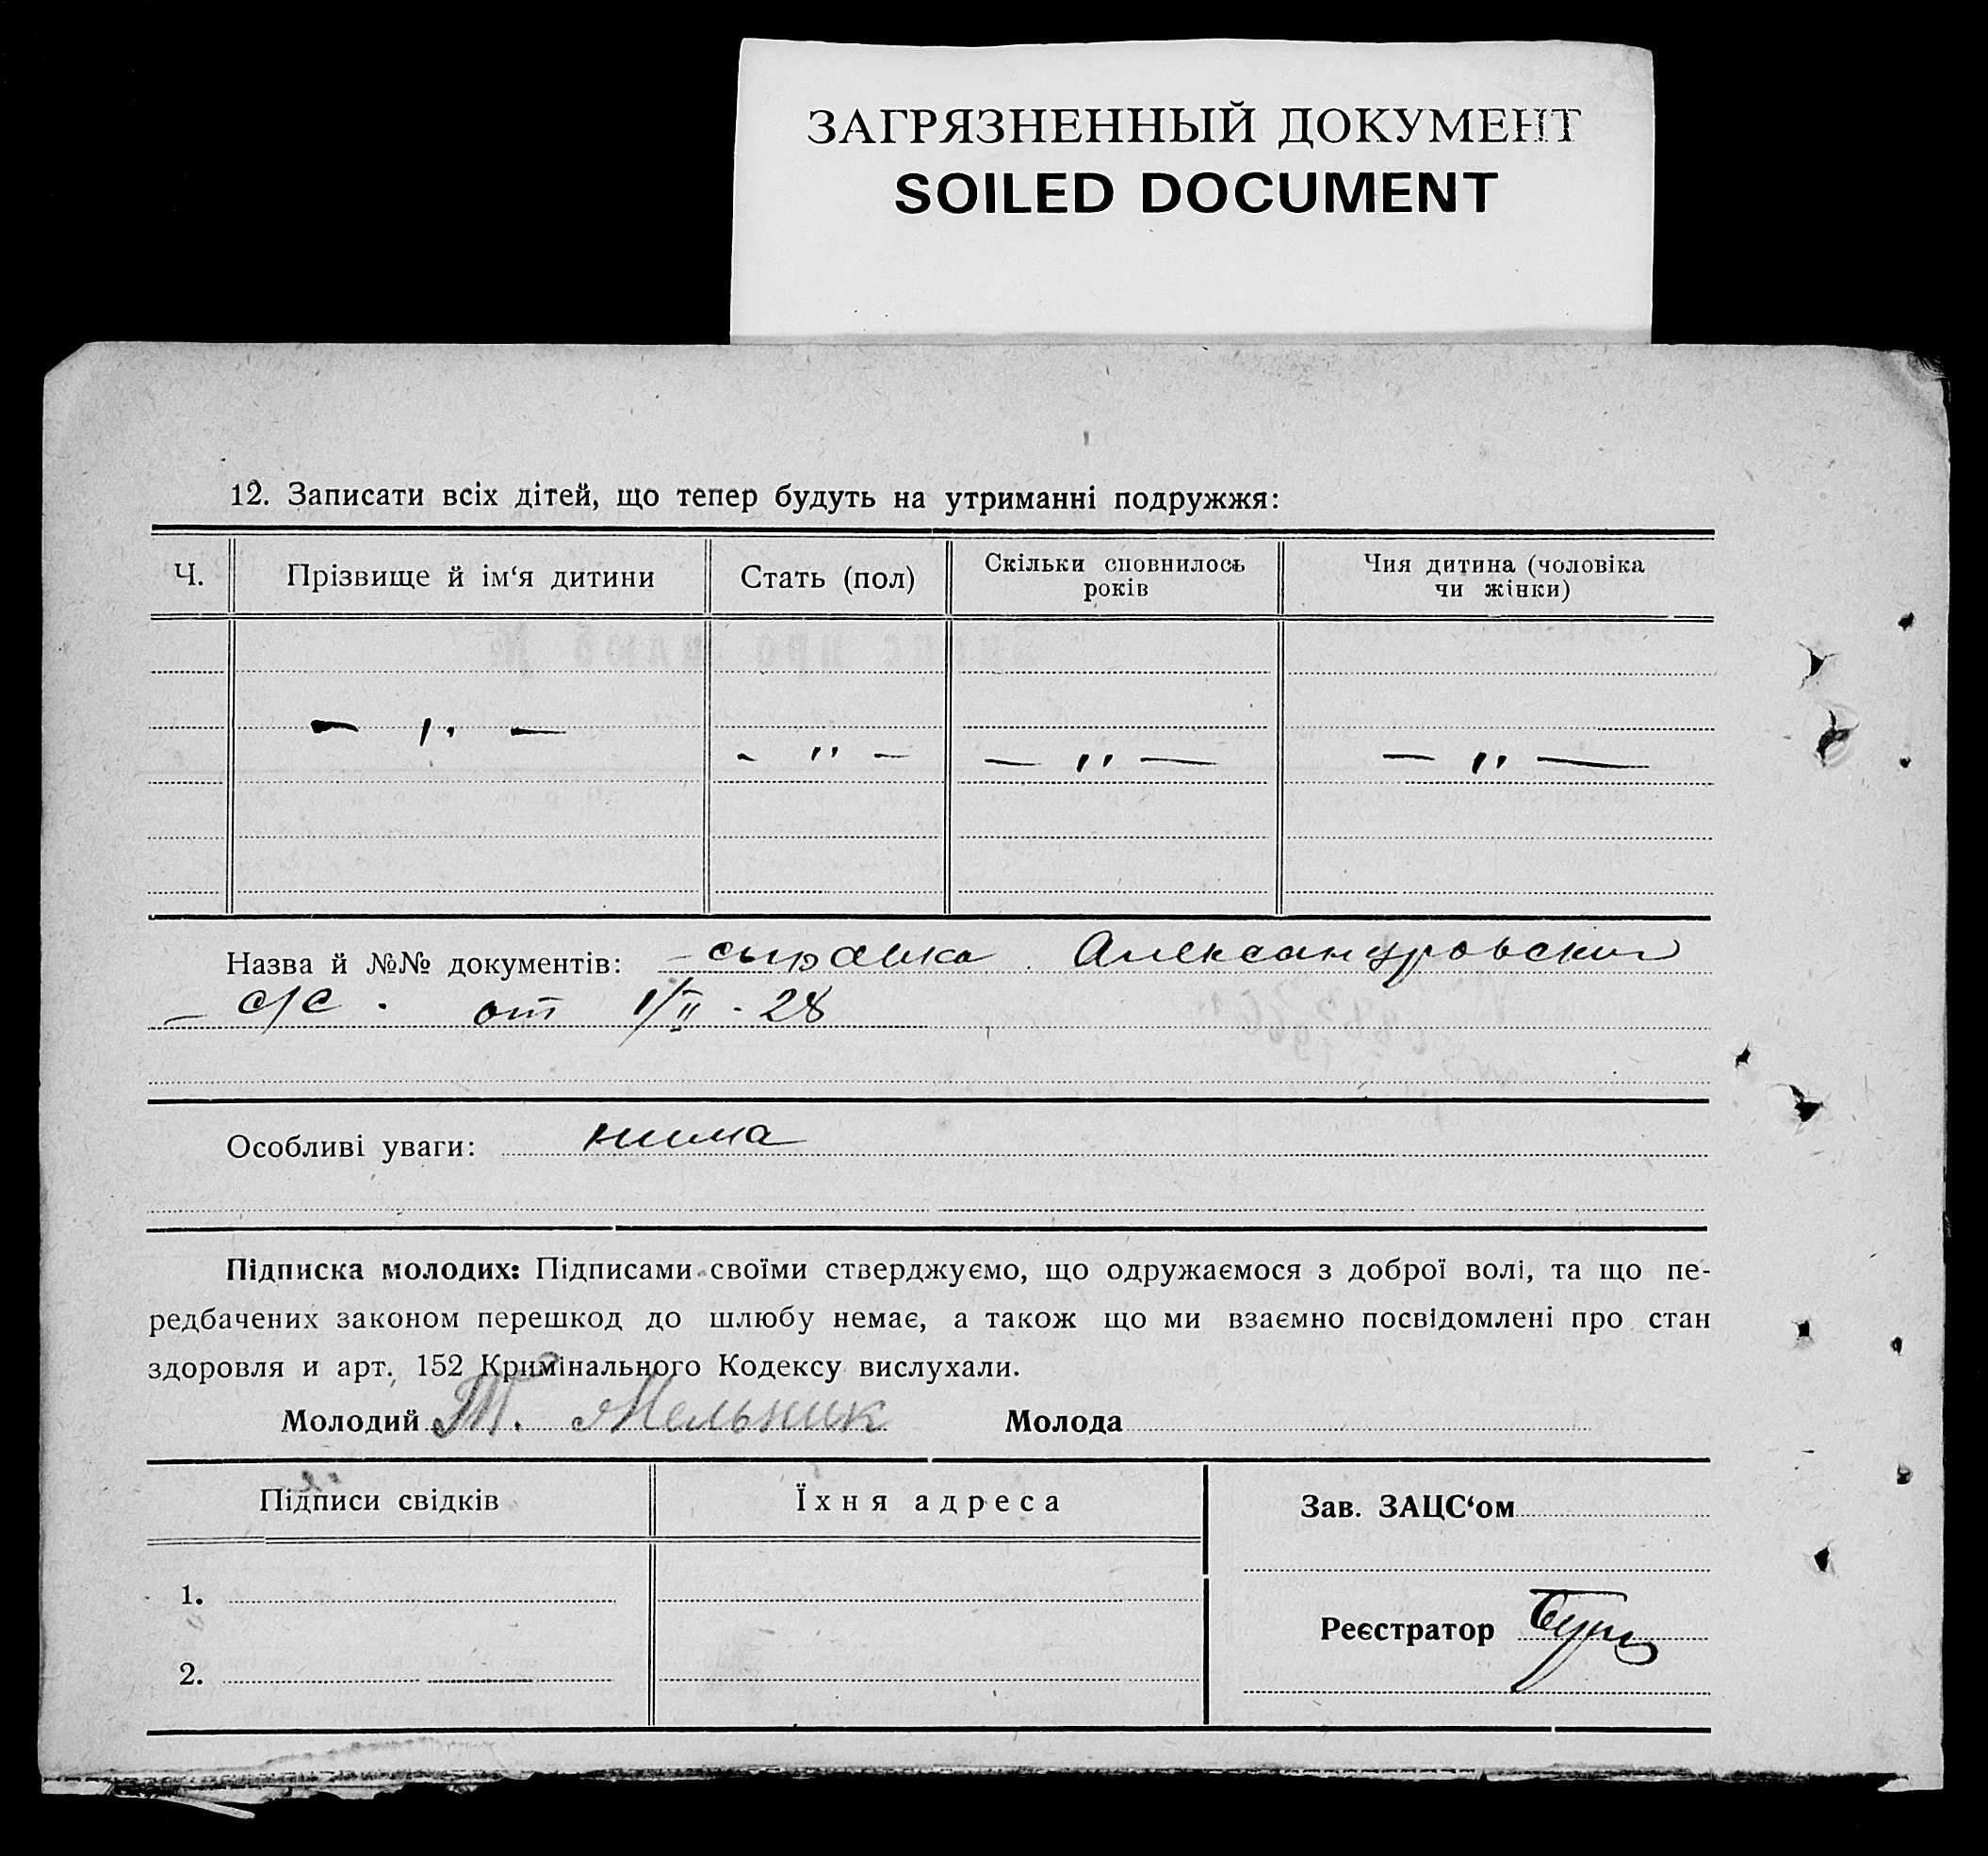 ЗАГРЯЗНЕННЫЙ ДОКУМЕНТ
SOILED DOCUMENT
12. Записати всіх дітей, що тепер будуть на утриманні подружжя:
Ч. Прізвище й ім‘я дитини Стать (пол) Скільки сповнилось років Чия дитина (чоловіка чи жінки)
— " — - " — — " — — " —
Назва й №№ документів: Александровский
— с/с. от 1/II - 28
Особливі уваги: нима
Підписка молодих: Підписами своїми стверджуємо, що одружаємося з доброї волі, та що пе-
редбачених законом перешкод до шлюбу немає, а також що ми взаємно посвідомлені про стан
здоровля и арт. 152 Кримінального Кодексу вислухали.
Молодий Т. Мельник Молода
Підписи свідків Їхня адреса Зав. ЗАЦС‘ом
1.
Реєстратор
2.